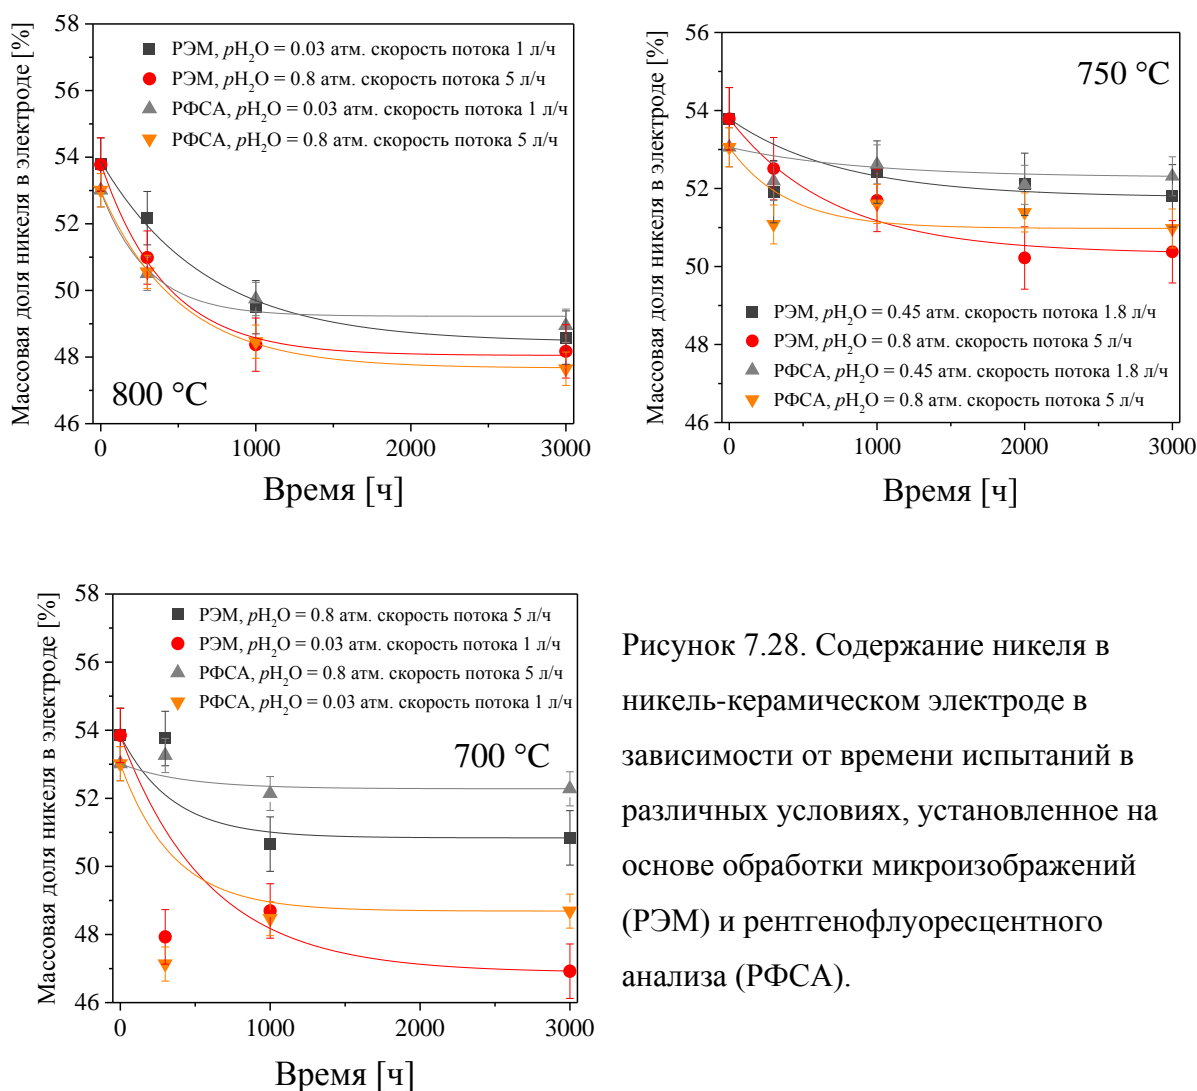 Массовая доля никеля в электроде [%]
58
56
54
52
50
48
46
РЭМ, pH₂O = 0.03 атм. скорость потока 1 л/ч
РЭМ, pH₂O = 0.8 атм. скорость потока 5 л/ч
РФСА, pH₂O = 0.03 атм. скорость потока 1 л/ч
РФСА, pH₂O = 0.8 атм. скорость потока 5 л/ч
800 °C
0 1000 2000 3000
Время [ч]
Массовая доля никеля в электроде [%]
56
54
52
50
48
46
750 °C
РЭМ, pH₂O = 0.45 атм. скорость потока 1.8 л/ч
РЭМ, pH₂O = 0.8 атм. скорость потока 5 л/ч
РФСА, pH₂O = 0.45 атм. скорость потока 1.8 л/ч
РФСА, pH₂O = 0.8 атм. скорость потока 5 л/ч
0 1000 2000 3000
Время [ч]
Массовая доля никеля в электроде [%]
58
56
54
52
50
48
46
РЭМ, pH₂O = 0.8 атм. скорость потока 5 л/ч
РЭМ, pH₂O = 0.03 атм. скорость потока 1 л/ч
РФСА, pH₂O = 0.8 атм. скорость потока 5 л/ч
РФСА, pH₂O = 0.03 атм. скорость потока 1 л/ч
700 °C
0 1000 2000 3000
Время [ч]
Рисунок 7.28. Содержание никеля в
никель-керамическом электроде в
зависимости от времени испытаний в
различных условиях, установленное на
основе обработки микроизображений
(РЭМ) и рентгенофлуоресцентного
анализа (РФСА).